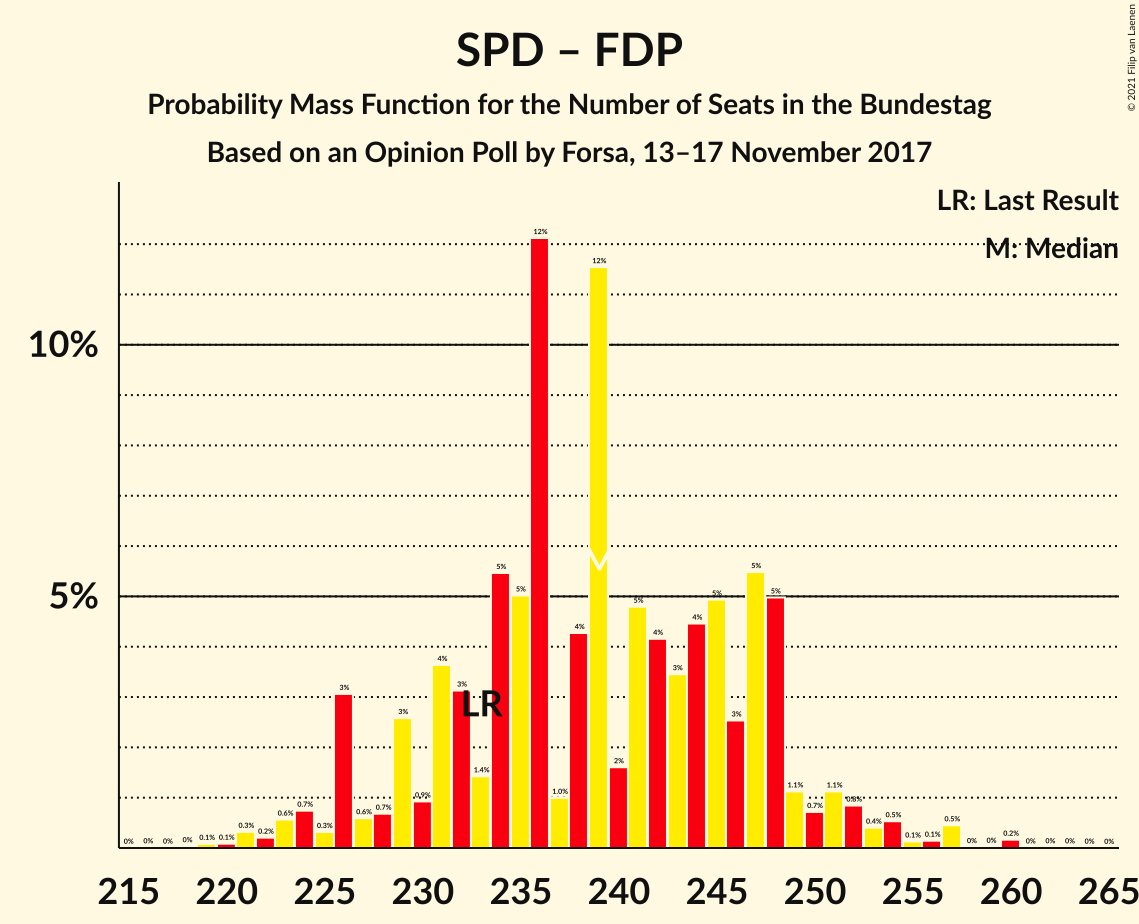 SPD – FDP
Probability Mass Function for the Number of Seats in the Bundestag
Based on an Opinion Poll by Forsa, 13–17 November 2017
© 2021 Filip van Laenen
LR: Last Result
M: Median
10%
5%
0% 0% 0% 0% 0.1% 0.1% 0.3% 0.2% 0.6% 0.7% 0.3% 3% 0.6% 0.7% 3% 0.9% 4% 3% 1.4% 5% 5% 12% 1.0% 4% 12% 2% 5% 4% 3% 4% 5% 3% 5% 5% 1.1% 0.7% 1.1% 0.8% 0.4% 0.5% 0.1% 0.1% 0.5% 0% 0% 0.2% 0% 0% 0% 0% 0%
LR
M
215 220 225 230 235 240 245 250 255 260 265